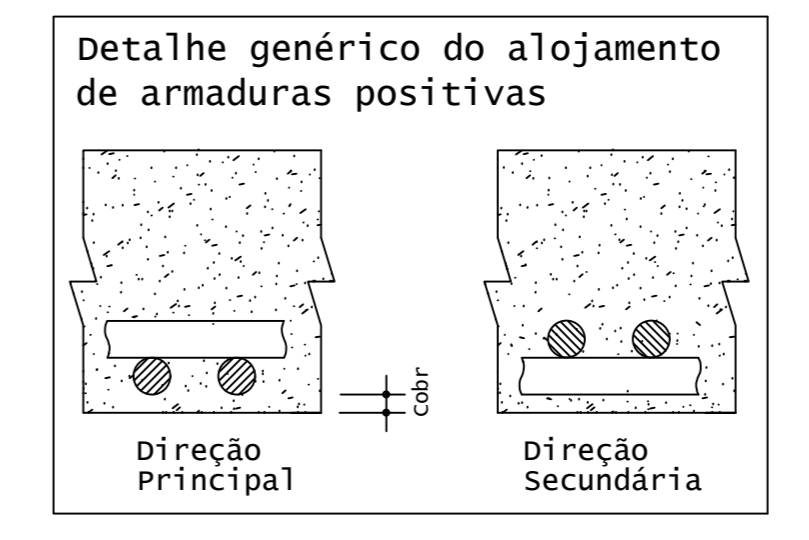 Detalhe genérico do alojamento
de armaduras positivas
Cobr
Direção
Principal
Direção
Secundária